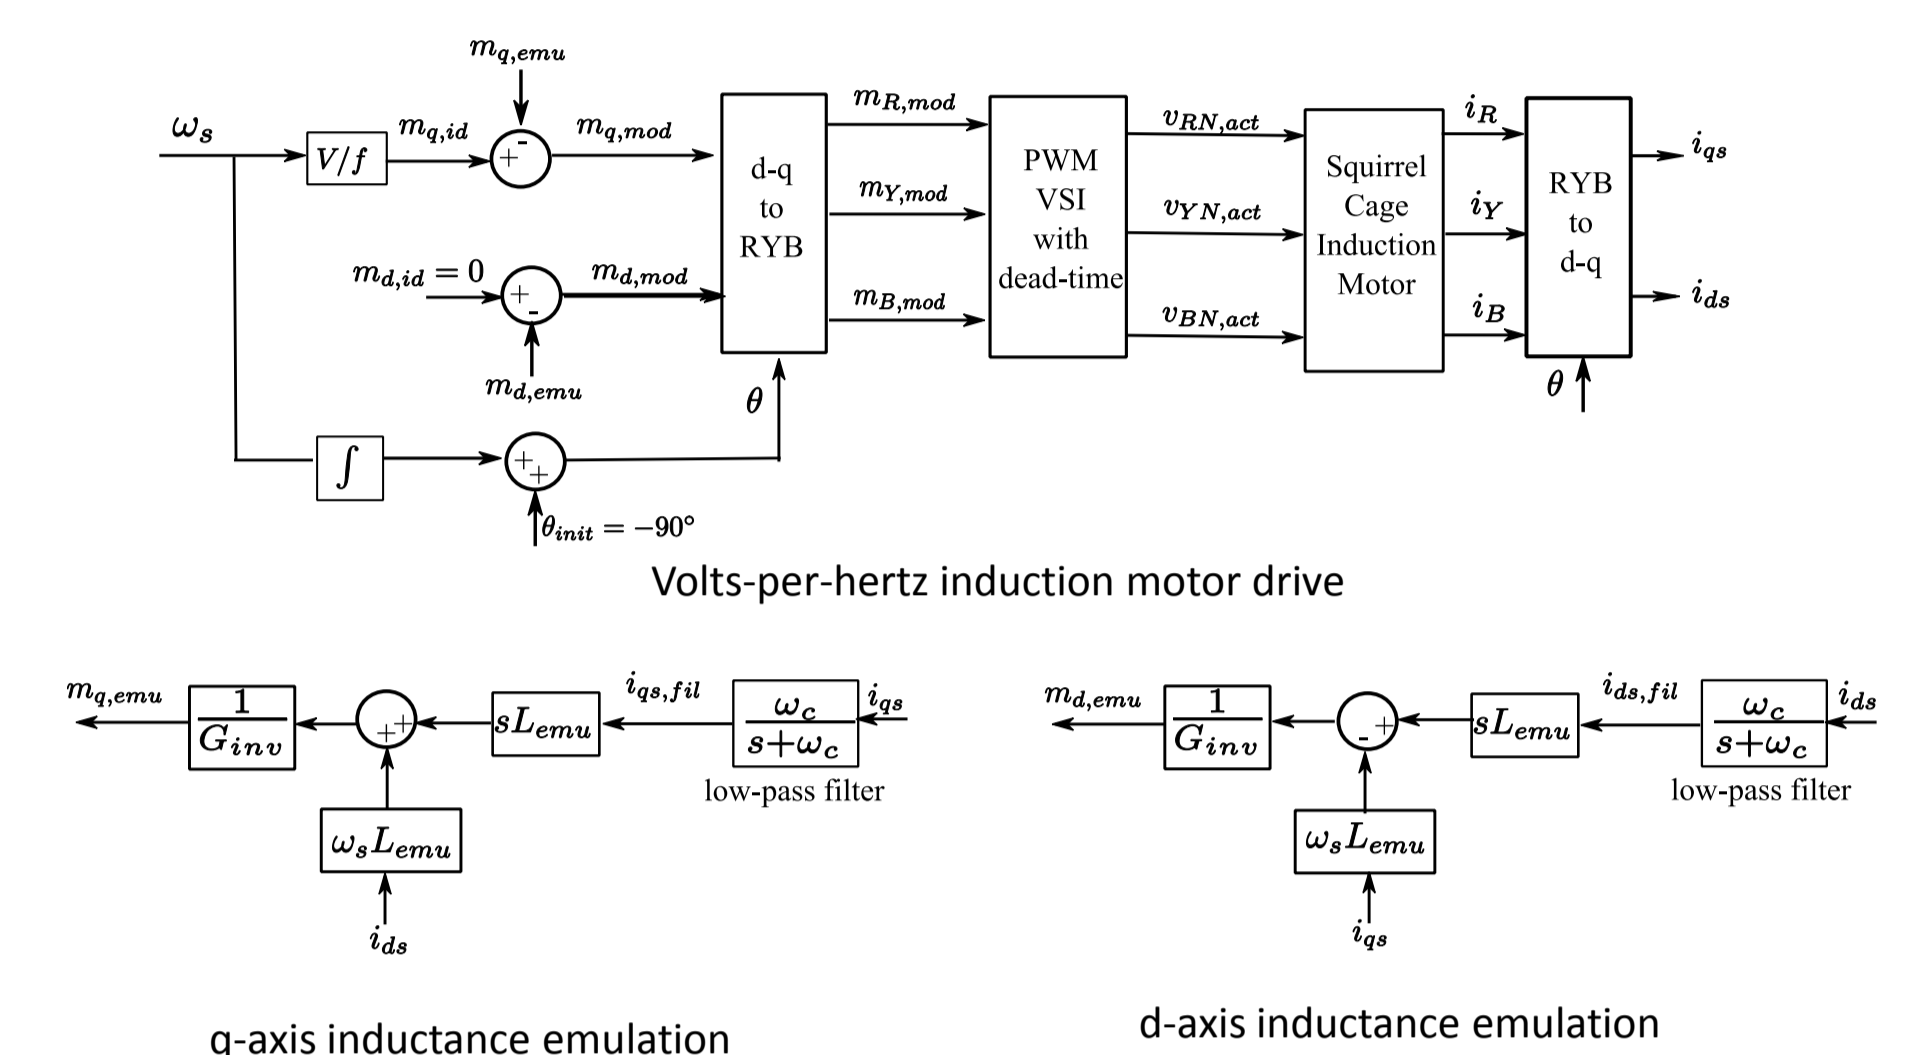 m_{q,emu}
ω_s
V/f
m_{q,id}
+
-
m_{q,mod}
m_{d,id} = 0
+
-
m_{d,mod}
m_{d,emu}
∫
+
+
θ_{init} = −90°
θ
d-q
to
RYB
m_{R,mod}
m_{Y,mod}
m_{B,mod}
PWM
VSI
with
dead-time
v_{RN,act}
v_{YN,act}
v_{BN,act}
Squirrel
Cage
Induction
Motor
i_R
i_Y
i_B
RYB
to
d-q
θ
i_{qs}
i_{ds}
Volts-per-hertz induction motor drive
m_{q,emu}
1
G_{inv}
+
+
sL_{emu}
i_{qs,fil}
ω_c
s+ω_c
i_{qs}
low-pass filter
ω_sL_{emu}
i_{ds}
q-axis inductance emulation
m_{d,emu}
1
G_{inv}
-
+
sL_{emu}
i_{ds,fil}
ω_c
s+ω_c
i_{ds}
low-pass filter
ω_sL_{emu}
i_{qs}
d-axis inductance emulation